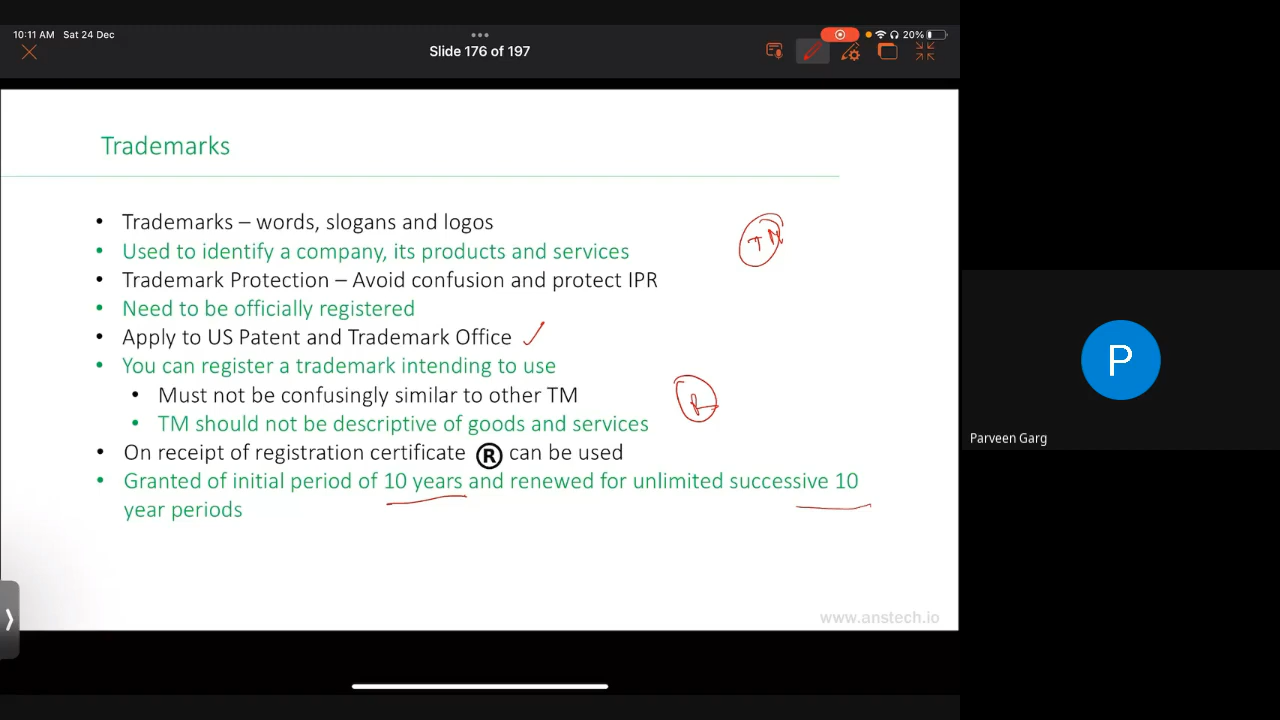 10:11 AM Sat 24 Dec
20%
Slide 176 of 197
Trademarks
• Trademarks – words, slogans and logos
TM
• Used to identify a company, its products and services
• Trademark Protection – Avoid confusion and protect IPR
• Need to be officially registered
• Apply to US Patent and Trademark Office
• You can register a trademark intending to use
• Must not be confusingly similar to other TM
R
• TM should not be descriptive of goods and services
• On receipt of registration certificate ® can be used
• Granted of initial period of 10 years and renewed for unlimited successive 10
year periods
www.anstech.io
P
Parveen Garg